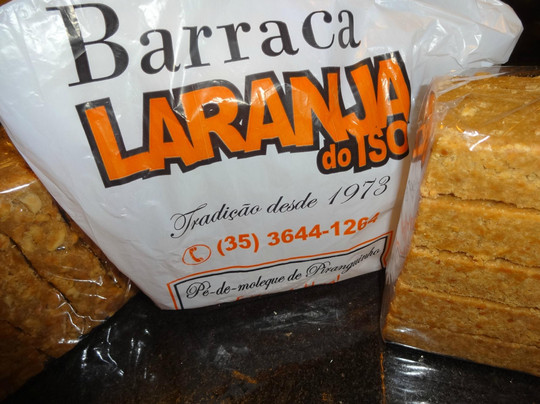 Barraca
LARANJA
do ISO
Tradição desde 1973
(35) 3644-1264
Pé-de-moleque de Piranguinho